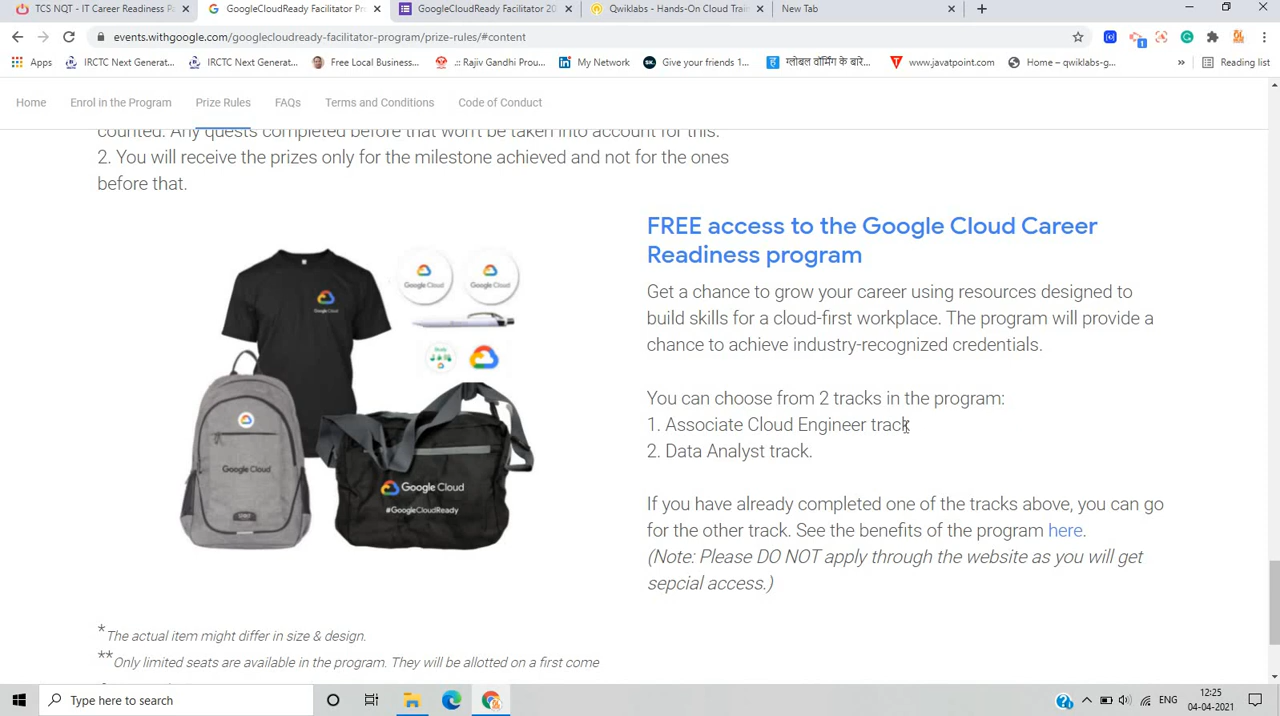 TCS NQT - IT Career Readiness P
GoogleCloudReady Facilitator Pr
GoogleCloudReady Facilitator 20
Qwiklabs - Hands-On Cloud Train
New Tab
events.withgoogle.com/googlecloudready-facilitator-program/prize-rules/#content
Apps
IRCTC Next Generat...
IRCTC Next Generat...
Free Local Business...
.:: Rajiv Gandhi Prou...
My Network
Give your friends 1...
ग्लोबल वॉर्मिंग के बारे...
www.javatpoint.com
Home – qwiklabs-g...
»
Reading list
Home
Enrol in the Program
Prize Rules
FAQs
Terms and Conditions
Code of Conduct
counted. Any quests completed before that won't be taken into account for this.
2. You will receive the prizes only for the milestone achieved and not for the ones
before that.
FREE access to the Google Cloud Career
Readiness program
Get a chance to grow your career using resources designed to
build skills for a cloud-first workplace. The program will provide a
chance to achieve industry-recognized credentials.
You can choose from 2 tracks in the program:
1. Associate Cloud Engineer track
2. Data Analyst track.
If you have already completed one of the tracks above, you can go
for the other track. See the benefits of the program here.
(Note: Please DO NOT apply through the website as you will get
sepcial access.)
Google Cloud
Google Cloud
Google Cloud
Google Cloud
Google Cloud
#GoogleCloudReady
*The actual item might differ in size & design.
**Only limited seats are available in the program. They will be allotted on a first come
Type here to search
ENG
12:25
04-04-2021